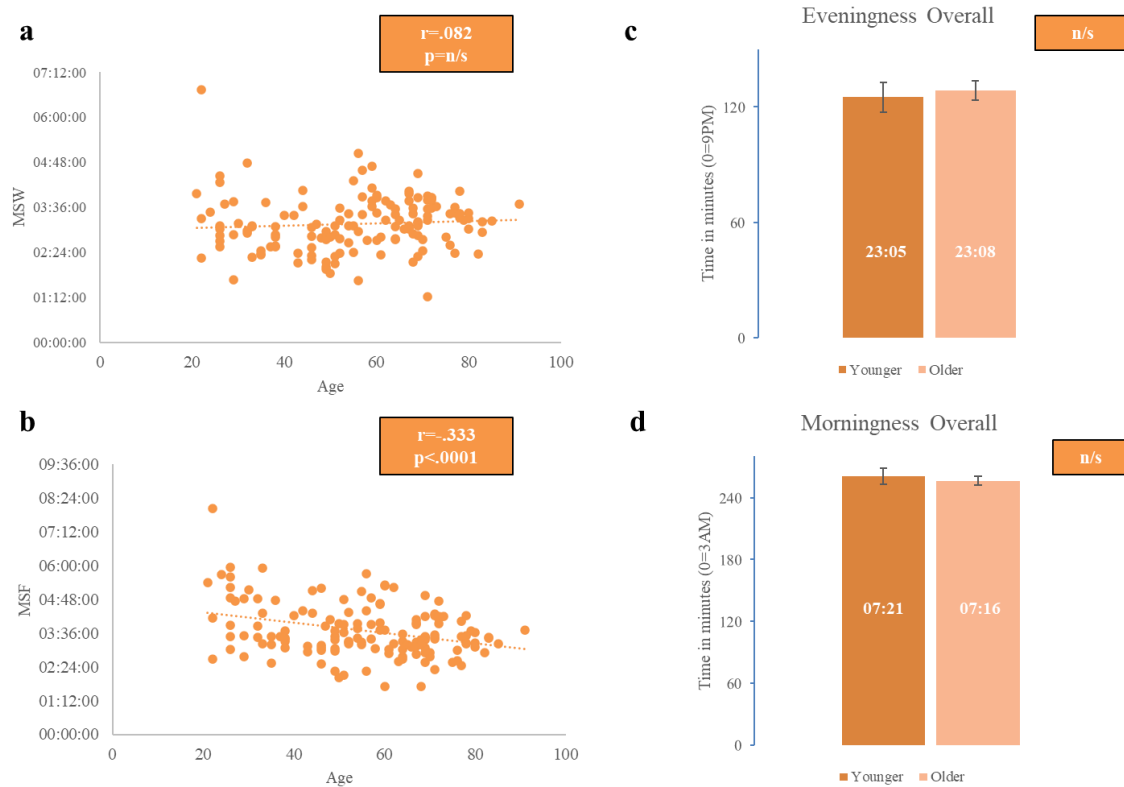 a
r=.082
p=n/s
07:12:00
06:00:00
04:48:00
03:36:00
02:24:00
01:12:00
00:00:00
MSW
0
20
40
60
80
100
Age
b
r=-.333
p<.0001
09:36:00
08:24:00
07:12:00
06:00:00
04:48:00
03:36:00
02:24:00
01:12:00
00:00:00
MSF
0
20
40
60
80
100
Age
c
Eveningness Overall
n/s
Time in minutes (0=9PM)
120
60
0
23:05
23:08
Younger
Older
d
Morningness Overall
n/s
Time in minutes (0=3AM)
240
180
120
60
0
07:21
07:16
Younger
Older